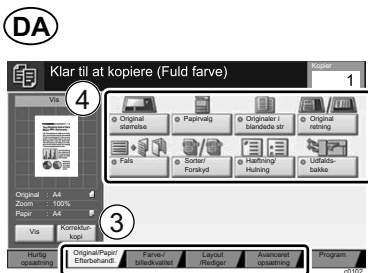 DA
Klar til at kopiere (Fuld farve)
Kopier
1
Vis
4
Original størrelse
Papirvalg
Originaler i blandede str
Original retning
Fals
Sorter/ Forskyd
Hæftning/ Hulning
Udfalds- bakke
Original : A4
Zoom : 100%
Papir : A4
Vis
Korrektur- kopi
3
Hurtig opsætning
Original/Papir/ Efterbehandl.
Farve-/ billedkvalitet
Layout /Rediger
Avanceret opsætning
Program
c0102